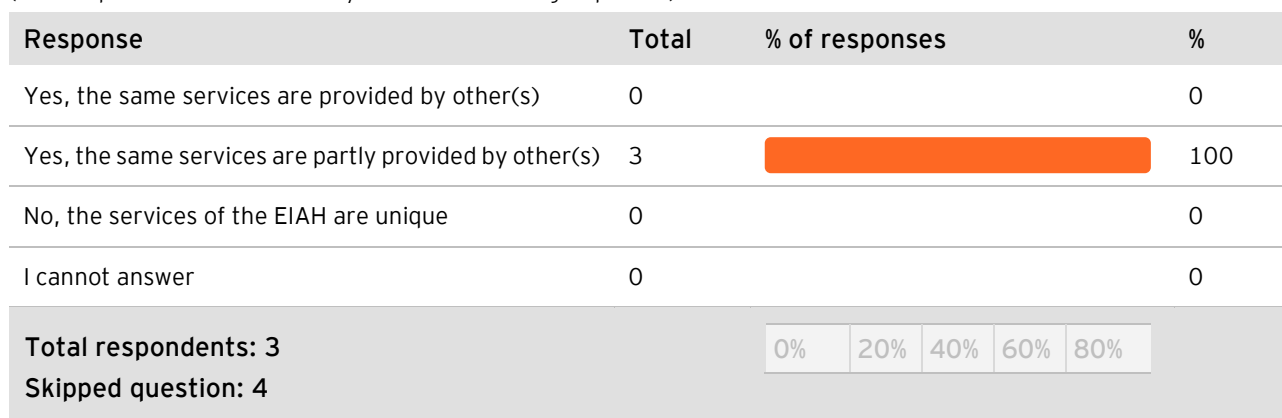 Response Total % of responses %
Yes, the same services are provided by other(s) 0 0
Yes, the same services are partly provided by other(s) 3 100
No, the services of the EIAH are unique 0 0
I cannot answer 0 0
Total respondents: 3
0% 20% 40% 60% 80%
Skipped question: 4